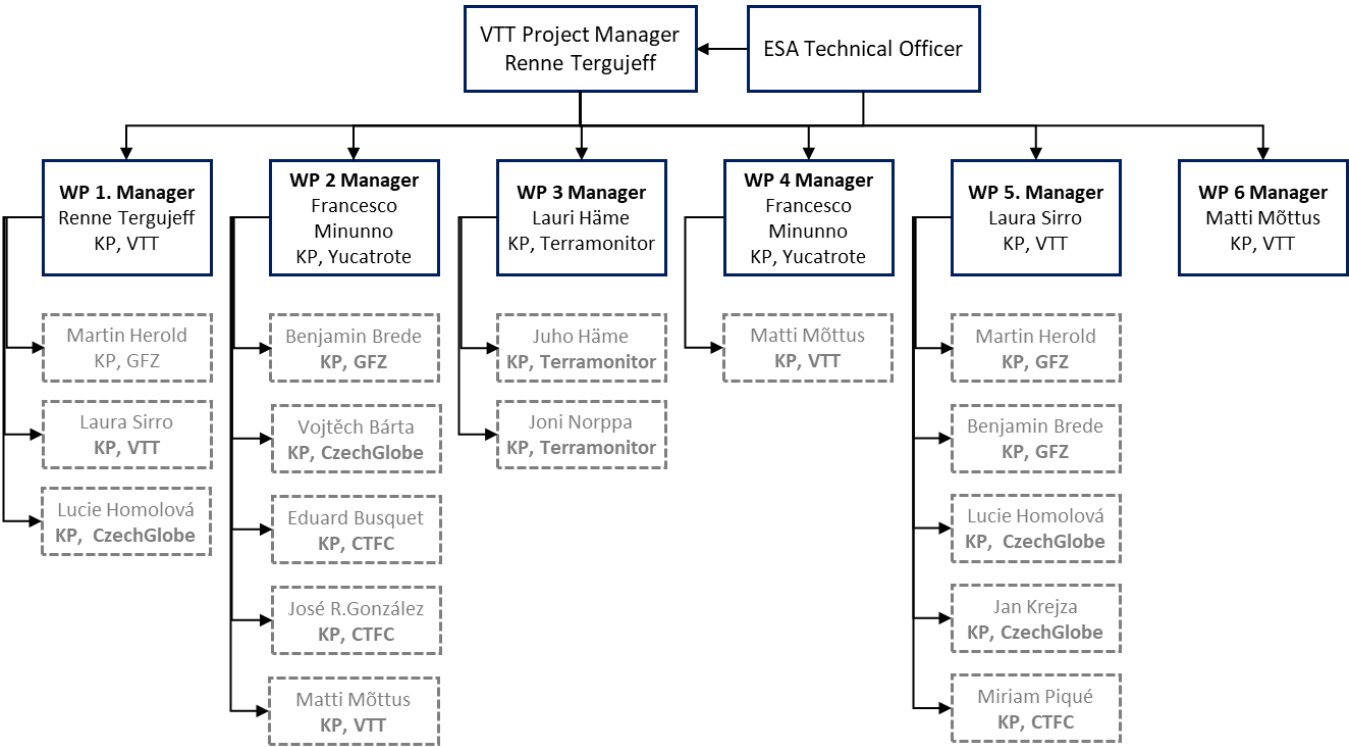 VTT Project Manager
Renne Tergujeff
ESA Technical Officer
WP 1. Manager
Renne Tergujeff
KP, VTT
WP 2 Manager
Francesco
Minunno
KP, Yucatrote
WP 3 Manager
Lauri Häme
KP, Terramonitor
WP 4 Manager
Francesco
Minunno
KP, Yucatrote
WP 5. Manager
Laura Sirro
KP, VTT
WP 6 Manager
Matti Mõttus
KP, VTT
Martin Herold
KP, GFZ
Laura Sirro
KP, VTT
Lucie Homolová
KP, CzechGlobe
Benjamin Brede
KP, GFZ
Vojtěch Bárta
KP, CzechGlobe
Eduard Busquet
KP, CTFC
José R.González
KP, CTFC
Matti Mõttus
KP, VTT
Juho Häme
KP, Terramonitor
Joni Norppa
KP, Terramonitor
Matti Mõttus
KP, VTT
Martin Herold
KP, GFZ
Benjamin Brede
KP, GFZ
Lucie Homolová
KP, CzechGlobe
Jan Krejza
KP, CzechGlobe
Miriam Piqué
KP, CTFC